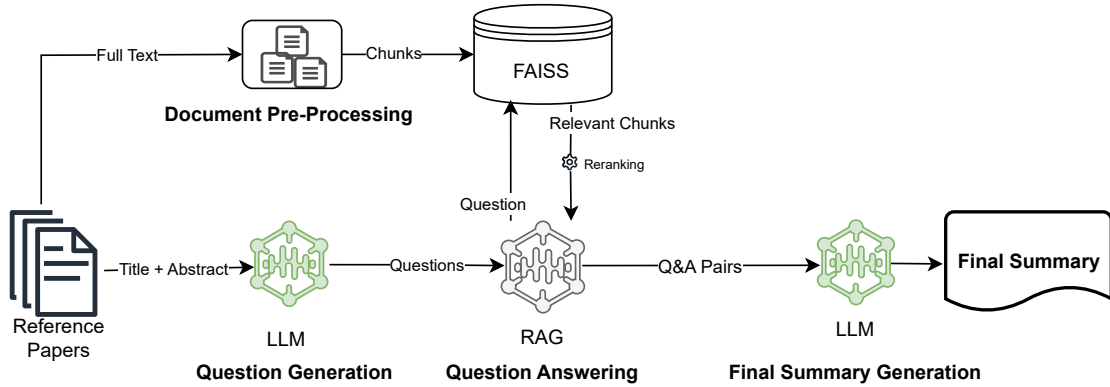 Full Text
Chunks
FAISS
Document Pre-Processing
Relevant Chunks
Reranking
Question
Title + Abstract
Questions
Q&A Pairs
Final Summary
Reference
Papers
LLM
RAG
LLM
Question Generation
Question Answering
Final Summary Generation